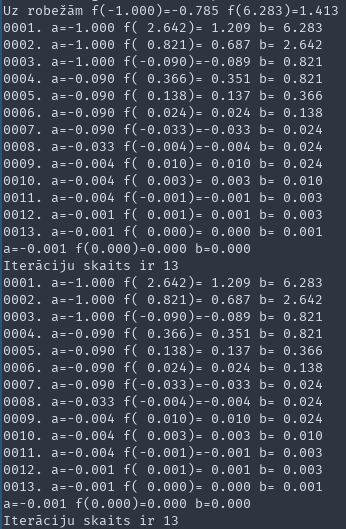 Uz robežām f(-1.000)=-0.785 f(6.283)=1.413
0001. a=-1.000 f( 2.642)= 1.209 b= 6.283
0002. a=-1.000 f( 0.821)= 0.687 b= 2.642
0003. a=-1.000 f(-0.090)=-0.089 b= 0.821
0004. a=-0.090 f( 0.366)= 0.351 b= 0.821
0005. a=-0.090 f( 0.138)= 0.137 b= 0.366
0006. a=-0.090 f( 0.024)= 0.024 b= 0.138
0007. a=-0.090 f(-0.033)=-0.033 b= 0.024
0008. a=-0.033 f(-0.004)=-0.004 b= 0.024
0009. a=-0.004 f( 0.010)= 0.010 b= 0.024
0010. a=-0.004 f( 0.003)= 0.003 b= 0.010
0011. a=-0.004 f(-0.001)=-0.001 b= 0.003
0012. a=-0.001 f( 0.001)= 0.001 b= 0.003
0013. a=-0.001 f( 0.000)= 0.000 b= 0.001
a=-0.001 f(0.000)=0.000 b=0.000
Iterāciju skaits ir 13
0001. a=-1.000 f( 2.642)= 1.209 b= 6.283
0002. a=-1.000 f( 0.821)= 0.687 b= 2.642
0003. a=-1.000 f(-0.090)=-0.089 b= 0.821
0004. a=-0.090 f( 0.366)= 0.351 b= 0.821
0005. a=-0.090 f( 0.138)= 0.137 b= 0.366
0006. a=-0.090 f( 0.024)= 0.024 b= 0.138
0007. a=-0.090 f(-0.033)=-0.033 b= 0.024
0008. a=-0.033 f(-0.004)=-0.004 b= 0.024
0009. a=-0.004 f( 0.010)= 0.010 b= 0.024
0010. a=-0.004 f( 0.003)= 0.003 b= 0.010
0011. a=-0.004 f(-0.001)=-0.001 b= 0.003
0012. a=-0.001 f( 0.001)= 0.001 b= 0.003
0013. a=-0.001 f( 0.000)= 0.000 b= 0.001
a=-0.001 f(0.000)=0.000 b=0.000
Iterāciju skaits ir 13